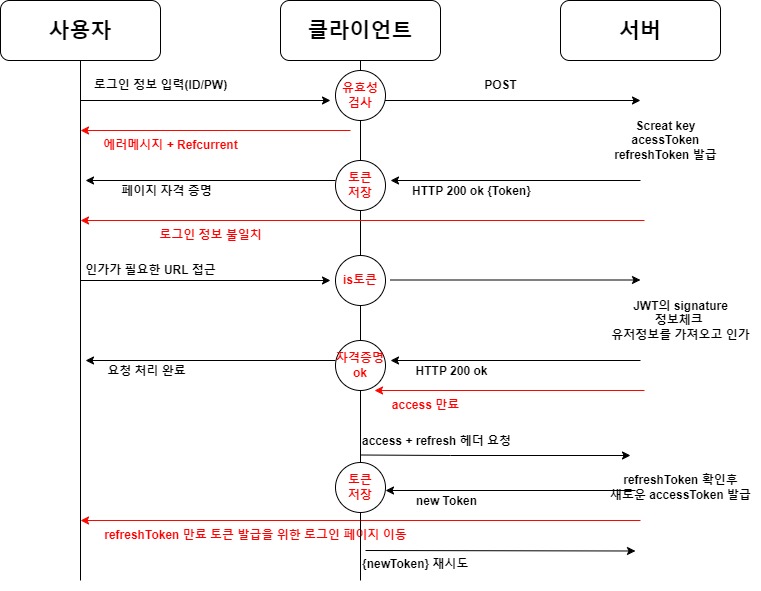 사용자
클라이언트
서버
로그인 정보 입력(ID/PW)
유효성
검사
POST
에러메시지 + Refcurrent
Screat key
acessToken
refreshToken 발급
페이지 자격 증명
토큰
저장
HTTP 200 ok {Token}
로그인 정보 불일치
인가가 필요한 URL 접근
is토큰
JWT의 signature
정보체크
유저정보를 가져오고 인가
요청 처리 완료
자격증명
ok
HTTP 200 ok
access 만료
access + refresh 헤더 요청
토큰
저장
new Token
refreshToken 확인후
새로운 accessToken 발급
refreshToken 만료 토큰 발급을 위한 로그인 페이지 이동
{newToken} 재시도